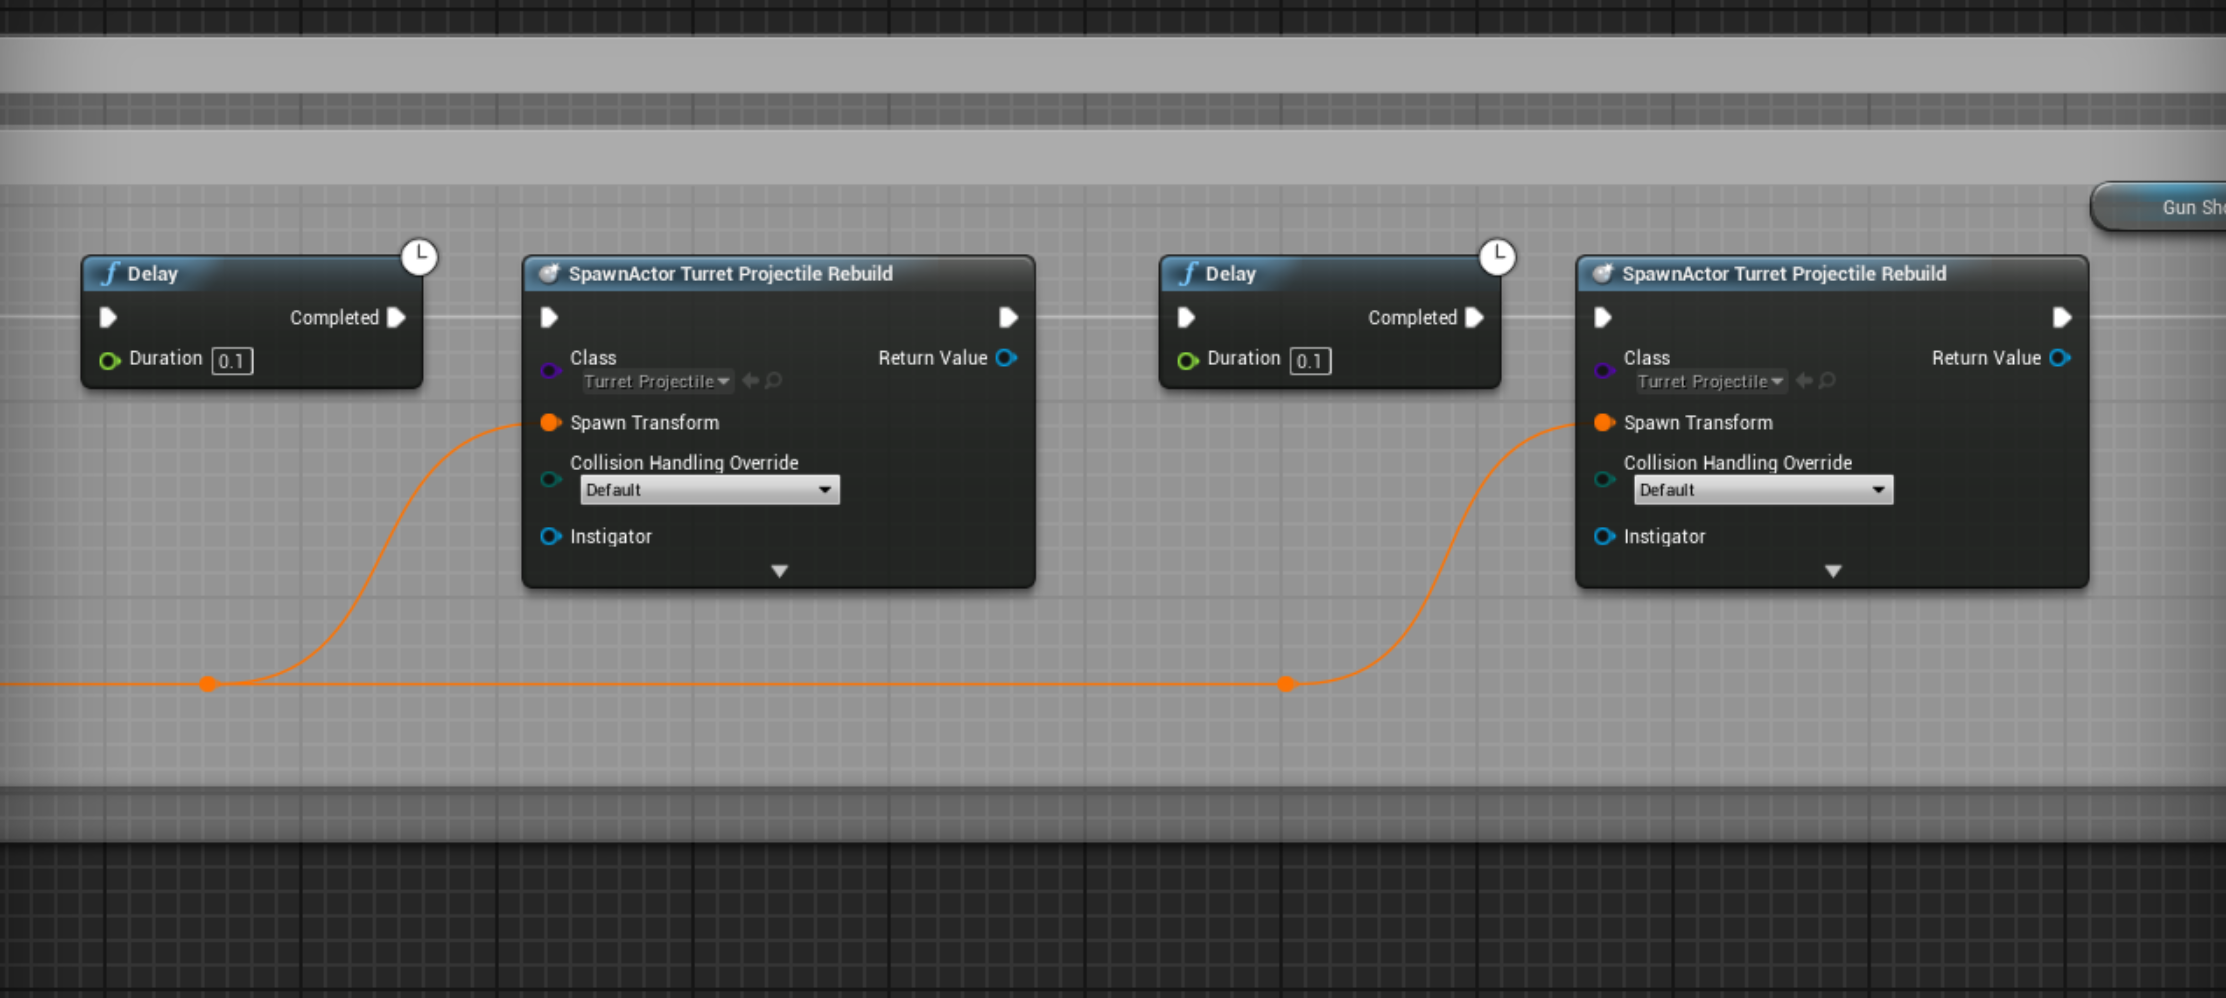 Gun Sh
Delay
Completed
Duration 0.1
SpawnActor Turret Projectile Rebuild
Class
Return Value
Turret Projectile
Spawn Transform
Collision Handling Override
Default
Instigator
Delay
Completed
Duration 0.1
SpawnActor Turret Projectile Rebuild
Class
Return Value
Turret Projectile
Spawn Transform
Collision Handling Override
Default
Instigator